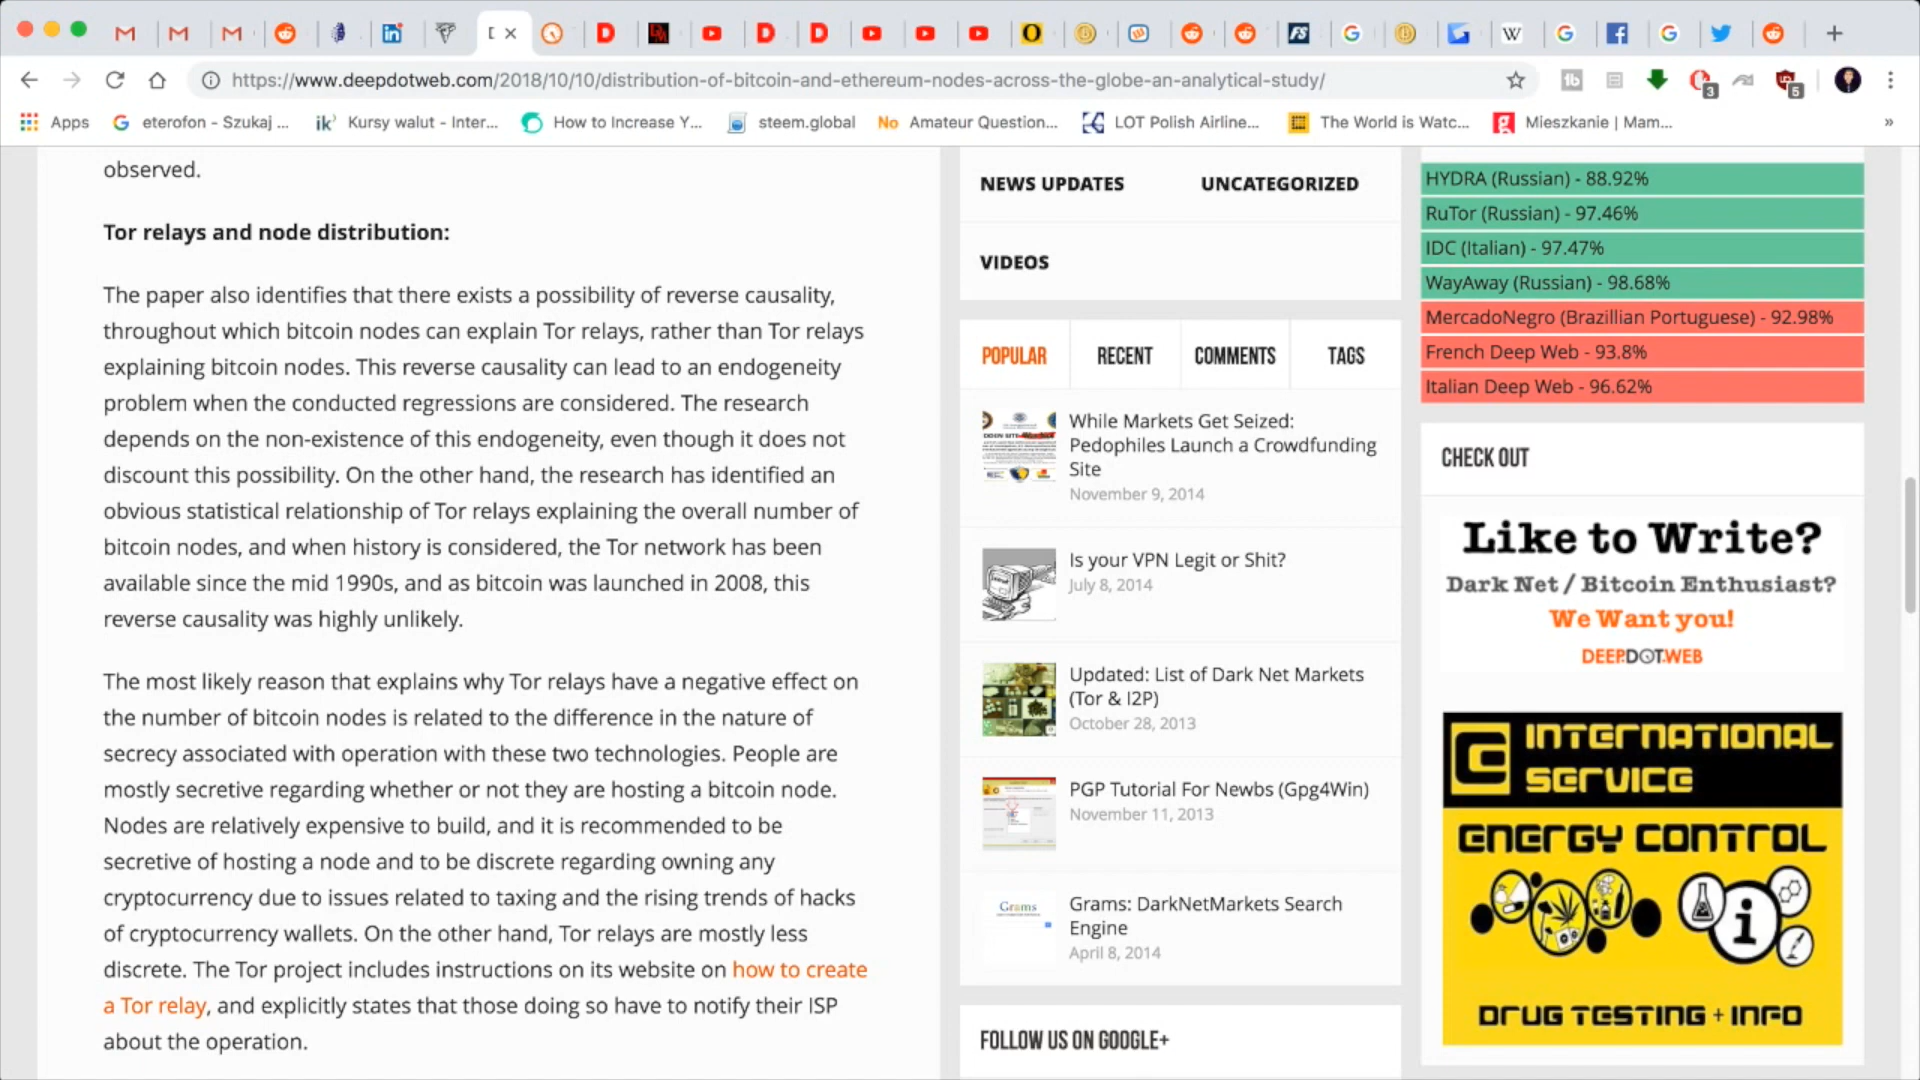 https://www.deepdotweb.com/2018/10/10/distribution-of-bitcoin-and-ethereum-nodes-across-the-globe-an-analytical-study/
3
5
Apps
eterofon - Szukaj ...
Kursy walut - Inter...
How to Increase Y...
steem.global
No
Amateur Question...
LOT Polish Airline...
The World is Watc...
Mieszkanie | Mam...
»
observed.
Tor relays and node distribution:
The paper also identifies that there exists a possibility of reverse causality,
throughout which bitcoin nodes can explain Tor relays, rather than Tor relays
explaining bitcoin nodes. This reverse causality can lead to an endogeneity
problem when the conducted regressions are considered. The research
depends on the non-existence of this endogeneity, even though it does not
discount this possibility. On the other hand, the research has identified an
obvious statistical relationship of Tor relays explaining the overall number of
bitcoin nodes, and when history is considered, the Tor network has been
available since the mid 1990s, and as bitcoin was launched in 2008, this
reverse causality was highly unlikely.
The most likely reason that explains why Tor relays have a negative effect on
the number of bitcoin nodes is related to the difference in the nature of
secrecy associated with operation with these two technologies. People are
mostly secretive regarding whether or not they are hosting a bitcoin node.
Nodes are relatively expensive to build, and it is recommended to be
secretive of hosting a node and to be discrete regarding owning any
cryptocurrency due to issues related to taxing and the rising trends of hacks
of cryptocurrency wallets. On the other hand, Tor relays are mostly less
discrete. The Tor project includes instructions on its website on how to create
a Tor relay, and explicitly states that those doing so have to notify their ISP
about the operation.
NEWS UPDATES
UNCATEGORIZED
VIDEOS
POPULAR
RECENT
COMMENTS
TAGS
While Markets Get Seized:
Pedophiles Launch a Crowdfunding
Site
November 9, 2014
Is your VPN Legit or Shit?
July 8, 2014
Updated: List of Dark Net Markets
(Tor & I2P)
October 28, 2013
PGP Tutorial For Newbs (Gpg4Win)
November 11, 2013
Grams
Grams: DarkNetMarkets Search
Engine
April 8, 2014
FOLLOW US ON GOOGLE+
HYDRA (Russian) - 88.92%
RuTor (Russian) - 97.46%
IDC (Italian) - 97.47%
WayAway (Russian) - 98.68%
MercadoNegro (Brazillian Portuguese) - 92.98%
French Deep Web - 93.8%
Italian Deep Web - 96.62%
CHECK OUT
Like to Write?
Dark Net / Bitcoin Enthusiast?
We Want you!
DEEP.DOT.WEB
INTERNATIONAL
SERVICE
ENERGY CONTROL
DRUG TESTING + INFO